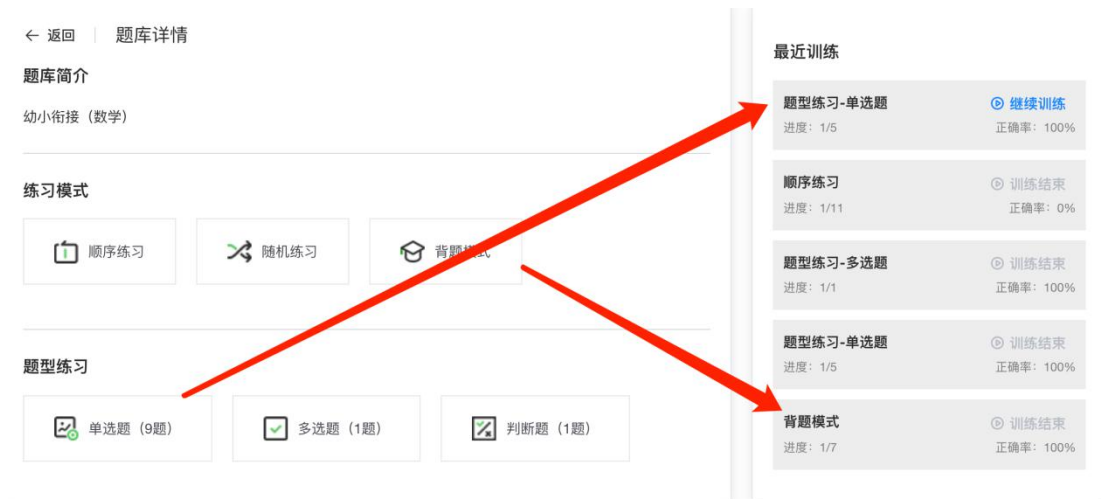 ← 返回 题库详情
题库简介
幼小衔接（数学）
练习模式
顺序练习 随机练习 背题模式
题型练习
单选题（9题） 多选题（1题） 判断题（1题）
最近训练
题型练习-单选题 继续训练
进度：1/5 正确率：100%
顺序练习 训练结束
进度：1/11 正确率：0%
题型练习-多选题 训练结束
进度：1/1 正确率：100%
题型练习-单选题 训练结束
进度：1/5 正确率：100%
背题模式 训练结束
进度：1/7 正确率：100%